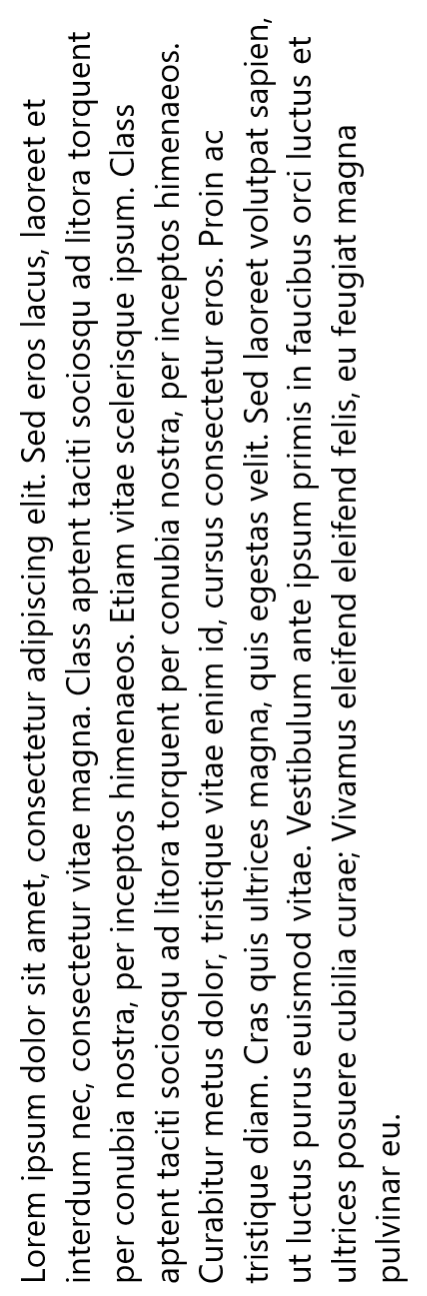 Lorem ipsum dolor sit amet, consectetur adipiscing elit. Sed eros lacus, laoreet et
interdum nec, consectetur vitae magna. Class aptent taciti sociosqu ad litora torquent
per conubia nostra, per inceptos himenaeos. Etiam vitae scelerisque ipsum. Class
aptent taciti sociosqu ad litora torquent per conubia nostra, per inceptos himenaeos.
Curabitur metus dolor, tristique vitae enim id, cursus consectetur eros. Proin ac
tristique diam. Cras quis ultrices magna, quis egestas velit. Sed laoreet volutpat sapien,
ut luctus purus euismod vitae. Vestibulum ante ipsum primis in faucibus orci luctus et
ultrices posuere cubilia curae; Vivamus eleifend eleifend felis, eu feugiat magna
pulvinar eu.